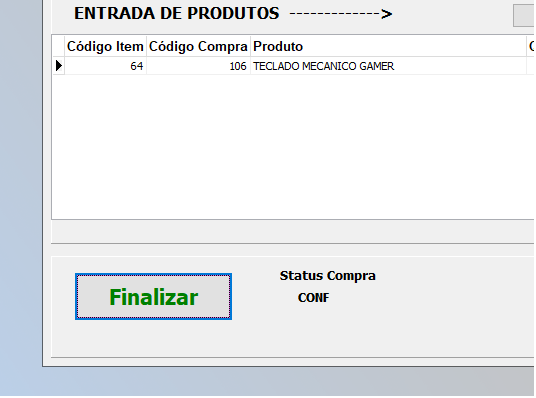 ENTRADA DE PRODUTOS ------------->
Código Item Código Compra Produto
64 106 TECLADO MECANICO GAMER
Status Compra
Finalizar CONF